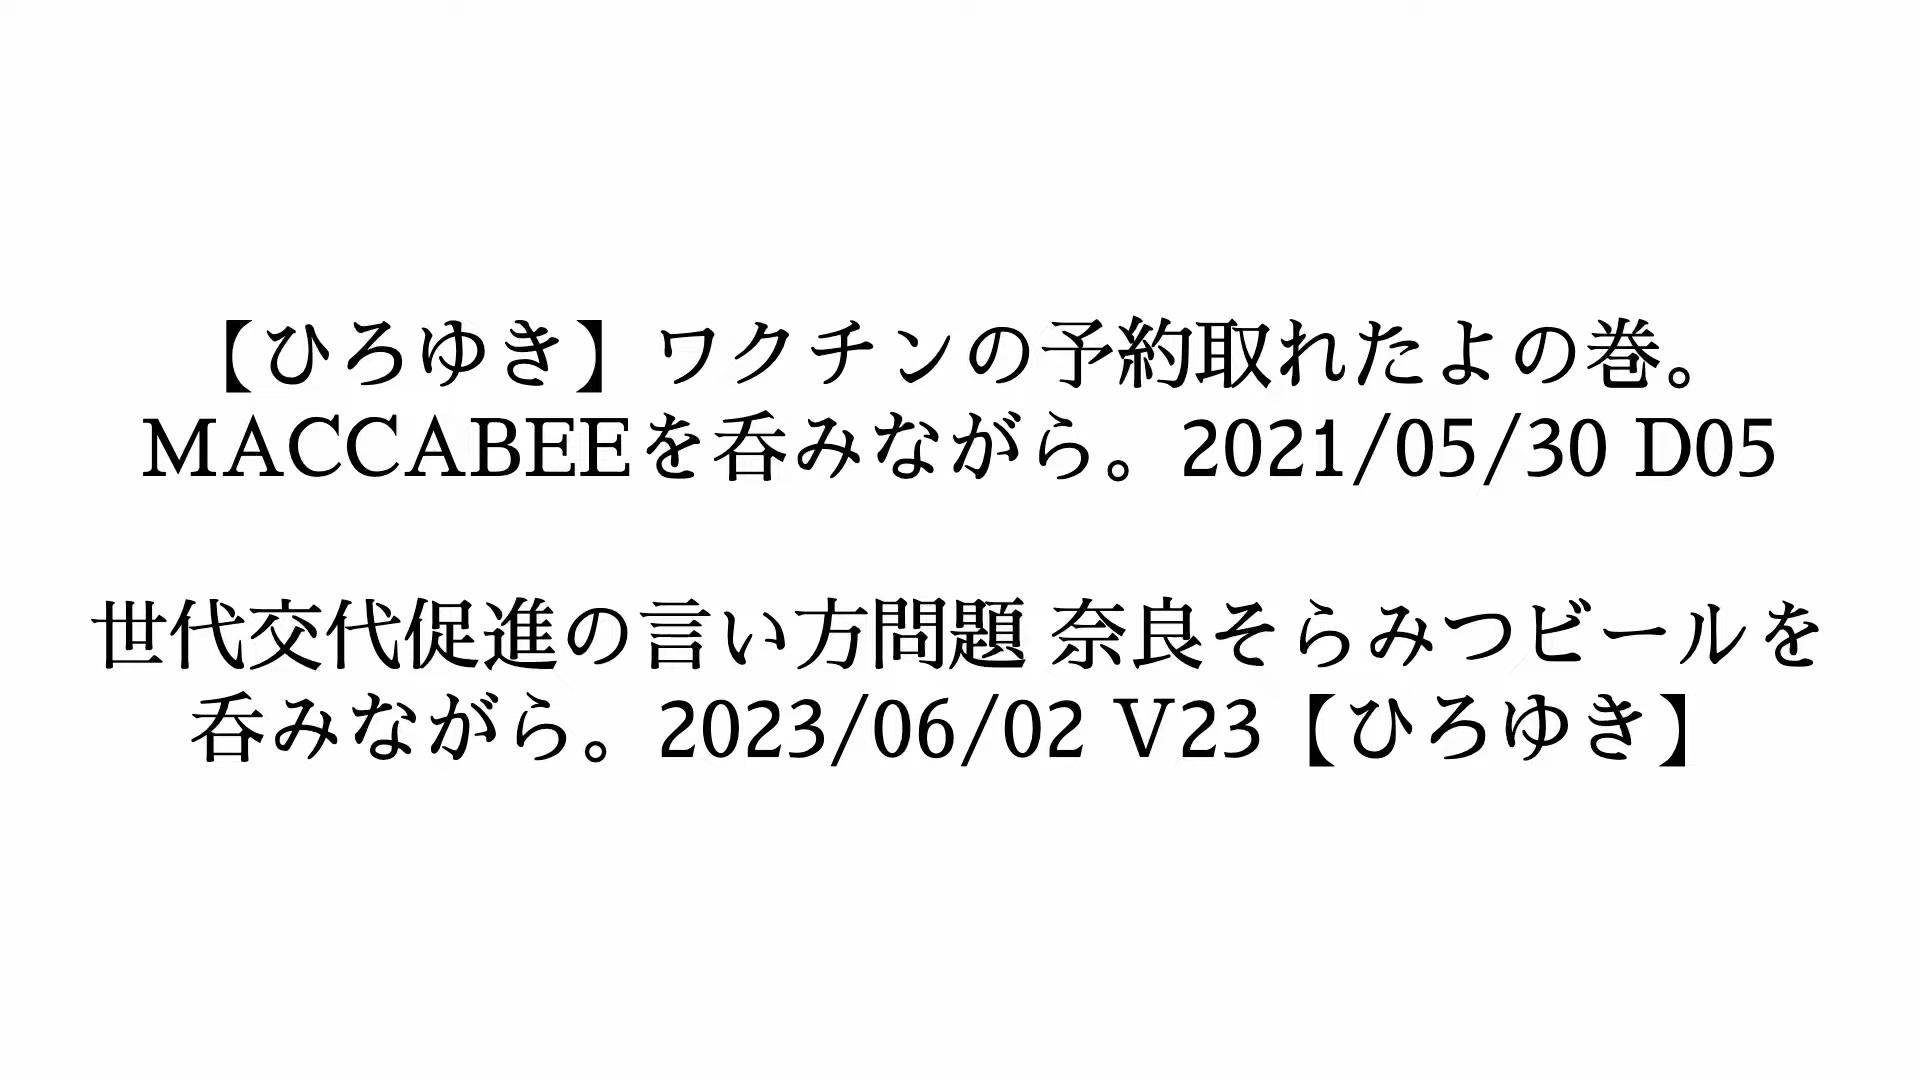 【ひろゆき】ワクチンの予約取れたよの巻。
MACCABEEを呑みながら。2021/05/30 D05
世代交代促進の言い方問題 奈良そらみつビールを
呑みながら。2023/06/02 V23【ひろゆき】